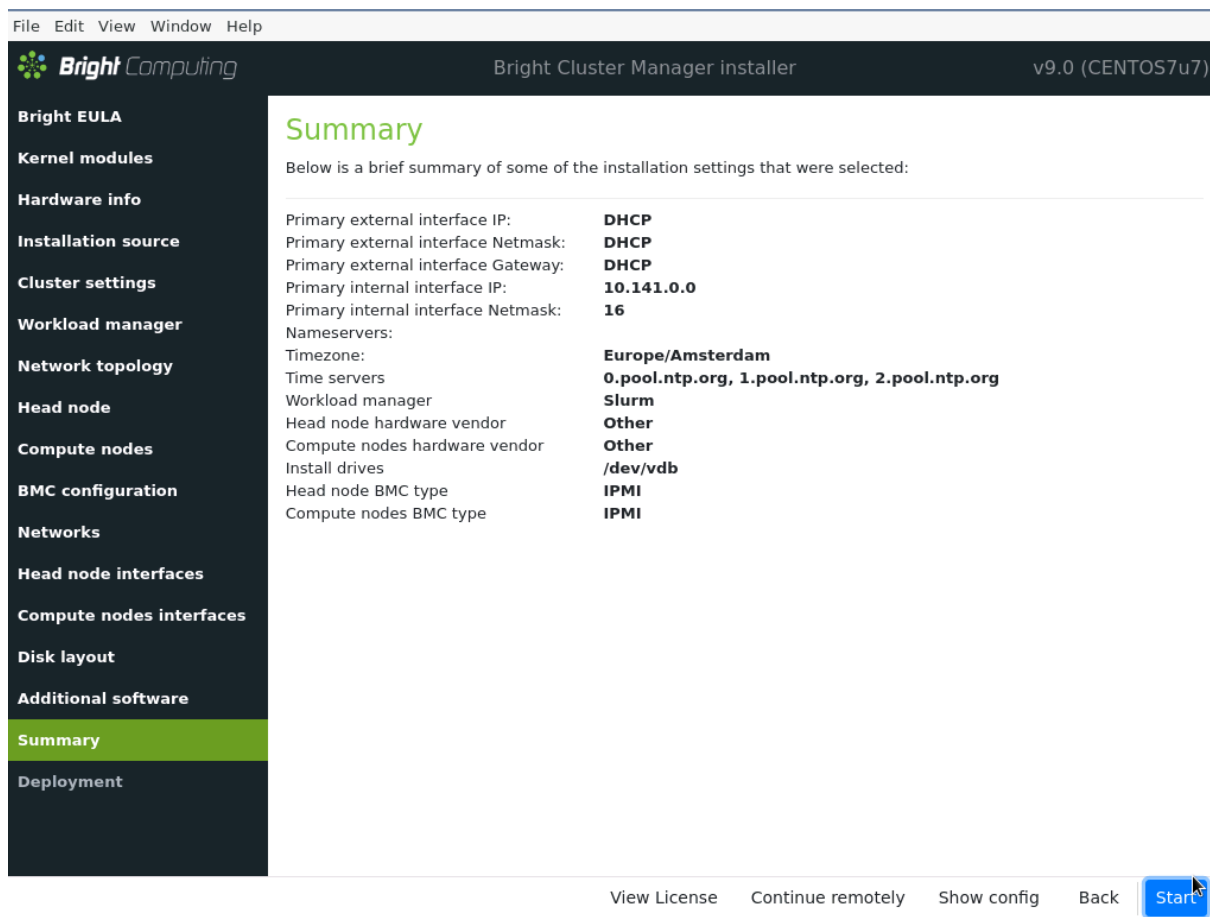 File Edit View Window Help
Bright Computing
Bright Cluster Manager installer
v9.0 (CENTOS7u7)
Bright EULA
Kernel modules
Hardware info
Installation source
Cluster settings
Workload manager
Network topology
Head node
Compute nodes
BMC configuration
Networks
Head node interfaces
Compute nodes interfaces
Disk layout
Additional software
Summary
Deployment
Summary
Below is a brief summary of some of the installation settings that were selected:
Primary external interface IP: DHCP
Primary external interface Netmask: DHCP
Primary external interface Gateway: DHCP
Primary internal interface IP: 10.141.0.0
Primary internal interface Netmask: 16
Nameservers:
Timezone: Europe/Amsterdam
Time servers 0.pool.ntp.org, 1.pool.ntp.org, 2.pool.ntp.org
Workload manager Slurm
Head node hardware vendor Other
Compute nodes hardware vendor Other
Install drives /dev/vdb
Head node BMC type IPMI
Compute nodes BMC type IPMI
View License Continue remotely Show config Back Start